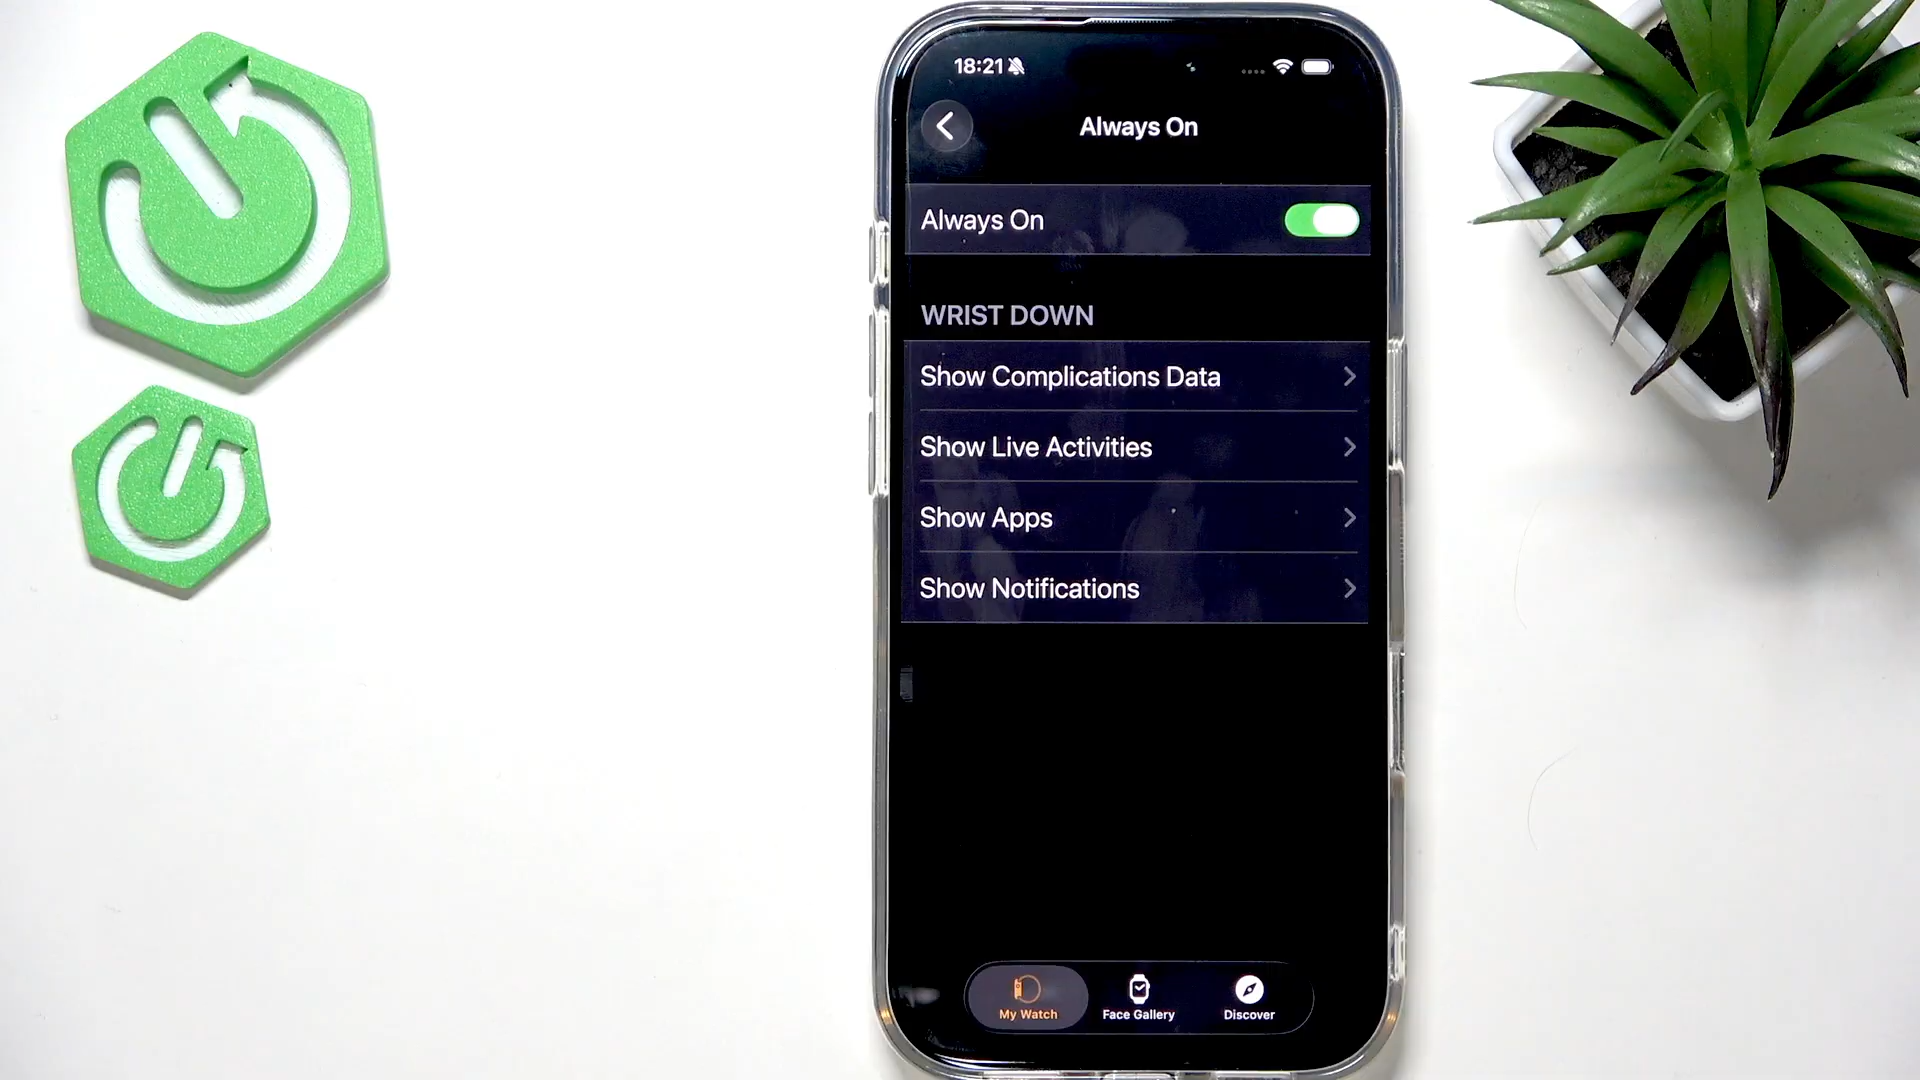 18:21
Always On
Always On
WRIST DOWN
Show Complications Data
Show Live Activities
Show Apps
Show Notifications
My Watch
Face Gallery
Discover